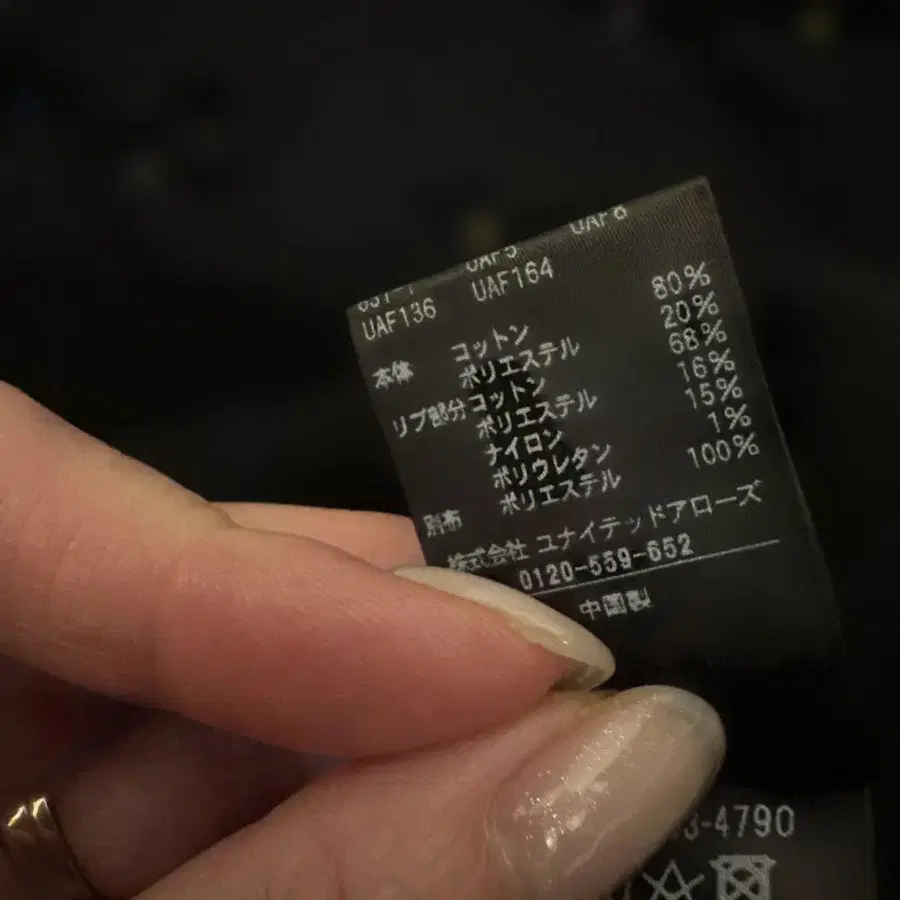 UAF5 UAF8
UAF136 UAF164
本体 コットン 80%
ポリエステル 20%
リブ部分 コットン 68%
ポリエステル 16%
ナイロン 15%
ポリウレタン 1%
別布 ポリエステル 100%
株式会社 ユナイテッドアローズ
0120-559-652
中国製
3-4790